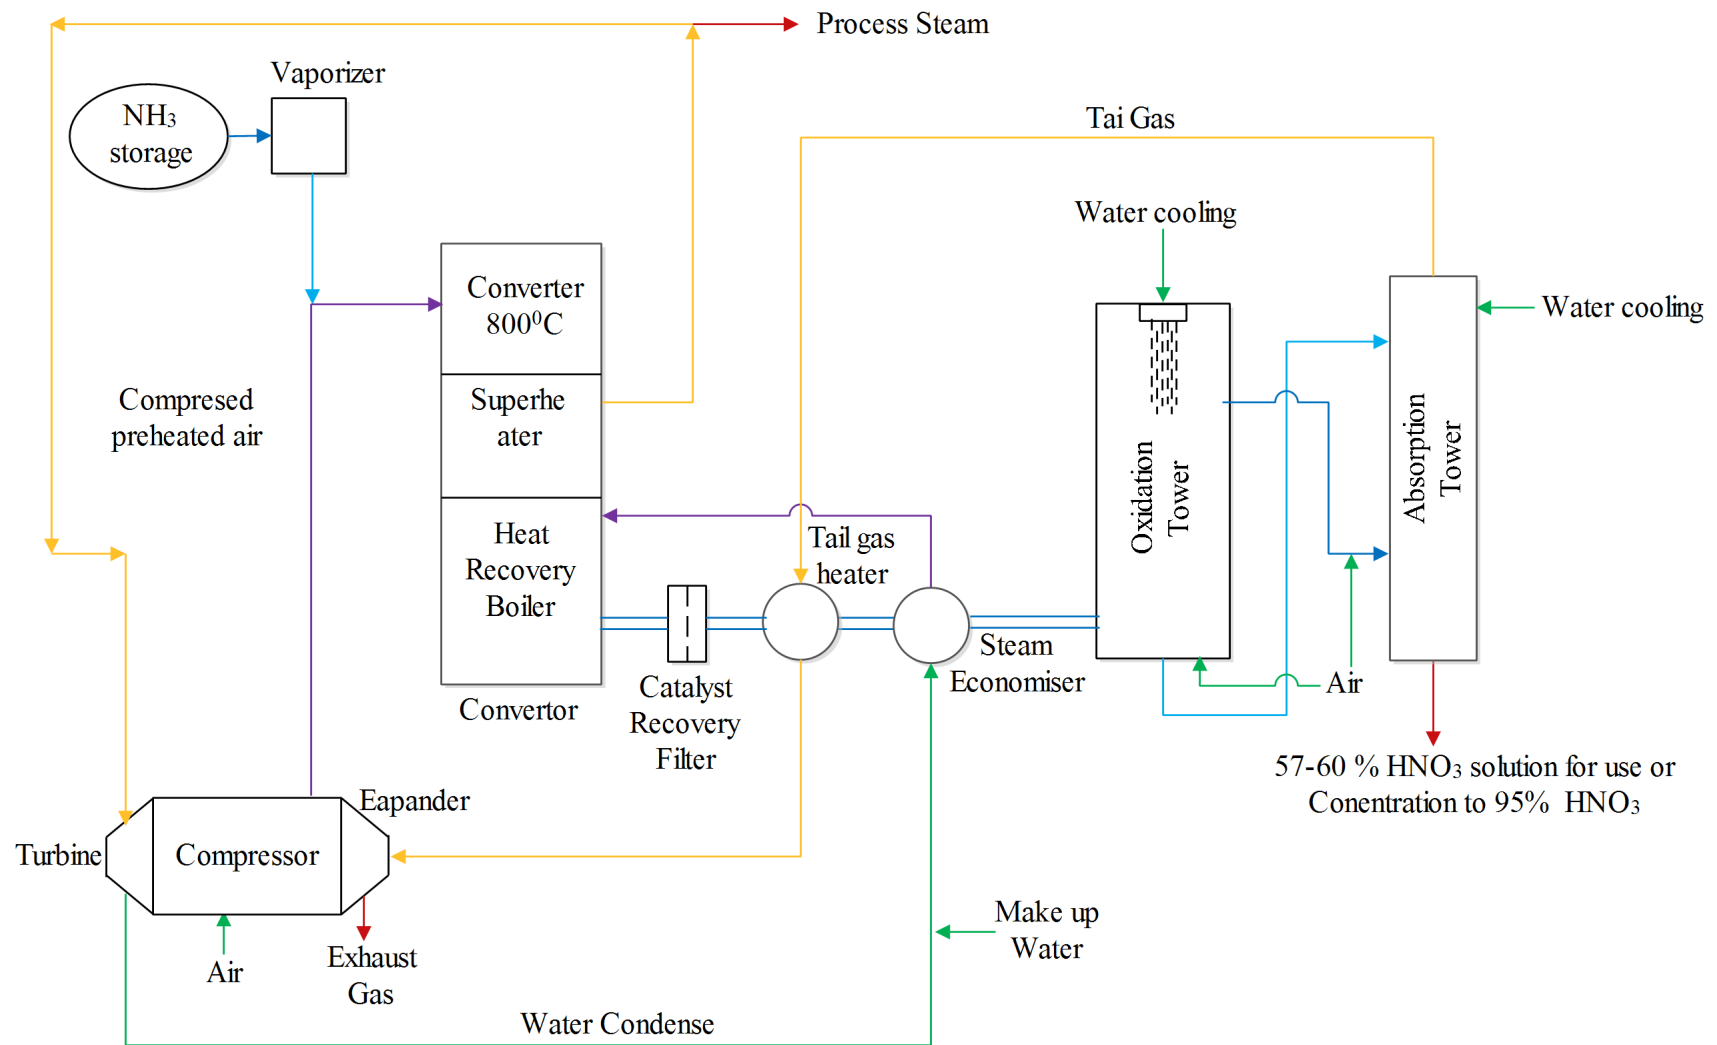 Process Steam
Vaporizer
NH₃
storage
Tai Gas
Water cooling
Converter
800⁰C
Water cooling
Compresed
preheated air
Superhe
ater
Oxidation
Tower
Absorption
Tower
Heat
Recovery
Boiler
Tail gas
heater
Steam
Economiser
Catalyst
Recovery
Filter
Convertor
Air
57-60 % HNO₃ solution for use or
Conentration to 95% HNO₃
Eapander
Turbine
Compressor
Make up
Water
Air
Exhaust
Gas
Water Condense